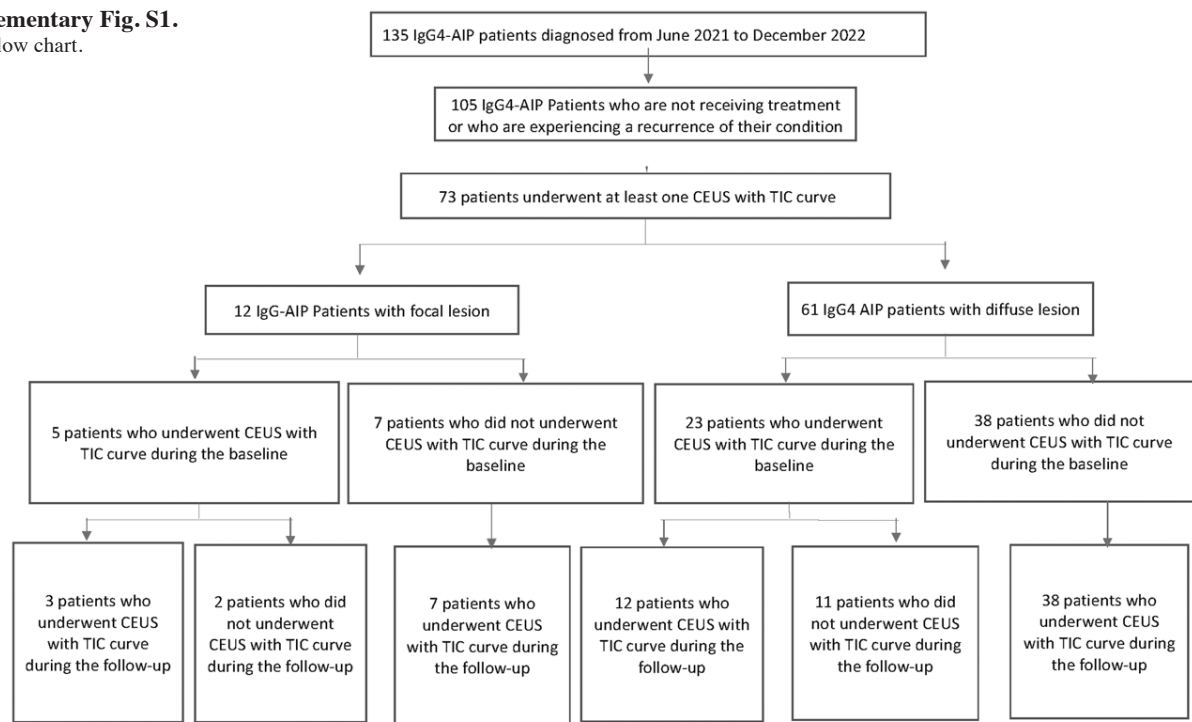 ementary Fig. S1.
low chart.
135 IgG4-AIP patients diagnosed from June 2021 to December 2022
105 IgG4-AIP Patients who are not receiving treatment
or who are experiencing a recurrence of their condition
73 patients underwent at least one CEUS with TIC curve
12 IgG-AIP Patients with focal lesion
61 IgG4 AIP patients with diffuse lesion
5 patients who underwent CEUS with
TIC curve during the baseline
7 patients who did not underwent
CEUS with TIC curve during the
baseline
23 patients who underwent
CEUS with TIC curve during the
baseline
38 patients who did not
underwent CEUS with TIC curve
during the baseline
3 patients who
underwent CEUS
with TIC curve
during the follow-up
2 patients who did
not underwent
CEUS with TIC curve
during the follow-up
7 patients who
underwent CEUS
with TIC curve during
the follow-up
12 patients who
underwent CEUS with
TIC curve during the
follow-up
11 patients who did
not underwent CEUS
with TIC curve during
the follow-up
38 patients who
underwent CEUS
with TIC curve during
the follow-up